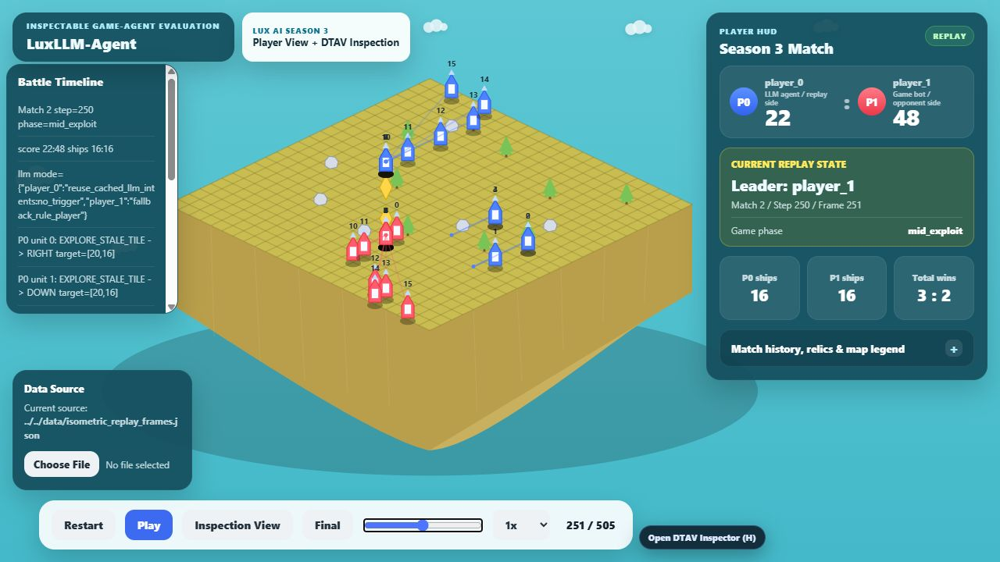 INSPECTABLE GAME-AGENT EVALUATION
LuxLLM-Agent
LUX AI SEASON 3
Player View + DTAV Inspection
Battle Timeline
Match 2 step=250
phase=mid_exploit
score 22:48 ships 16:16
llm mode=
{"player_0":"reuse_cached_llm_int
ents:no_trigger","player_1":"fallb
ack_rule_player"}
P0 unit 0: EXPLORE_STALE_TILE -
> RIGHT target=[20,16]
P0 unit 1: EXPLORE_STALE_TILE -
> DOWN target=[20,16]
15
14
13
12
11
1
0
10
11
12
13
14
15
PLAYER HUD
REPLAY
Season 3 Match
P0
player_0
LLM agent / replay
side
22
:
P1
player_1
Game bot /
opponent side
48
CURRENT REPLAY STATE
Leader: player_1
Match 2 / Step 250 / Frame 251
Game phase
mid_exploit
P0 ships
16
P1 ships
16
Total wins
3 : 2
Match history, relics & map legend
+
Data Source
Current source:
../../data/isometric_replay_frames.j
son
Choose File
No file selected
Restart
Play
Inspection View
Final
1x
251 / 505
Open DTAV Inspector (H)